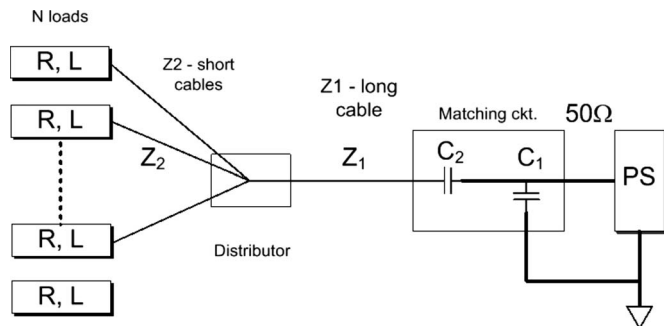 N loads
R, L
Z2 - short
cables
Z1 - long
cable
Matching ckt.
50Ω
R, L
Z₂
Z₁
C₂
C₁
PS
R, L
Distributor
R, L